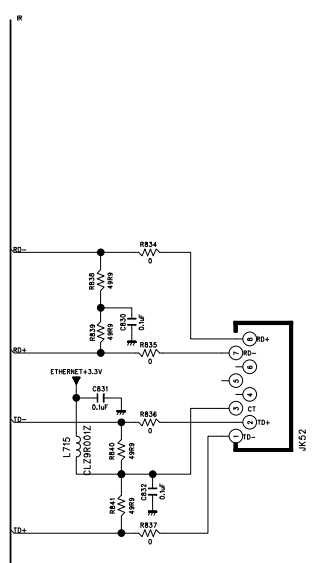 IR
RD-
R834
0
R838
49R9
R839
49R9
C830
0.1uF
RD+
R835
0
8 RD+
7 RD-
6
5
4
3 CT
2 TD+
1 TD-
JK52
ETHERNET+3.3V
C831
0.1uF
TD-
R836
0
L715
CLZ9R001Z
R840
49R9
R841
49R9
C832
0.1uF
TD+
R837
0